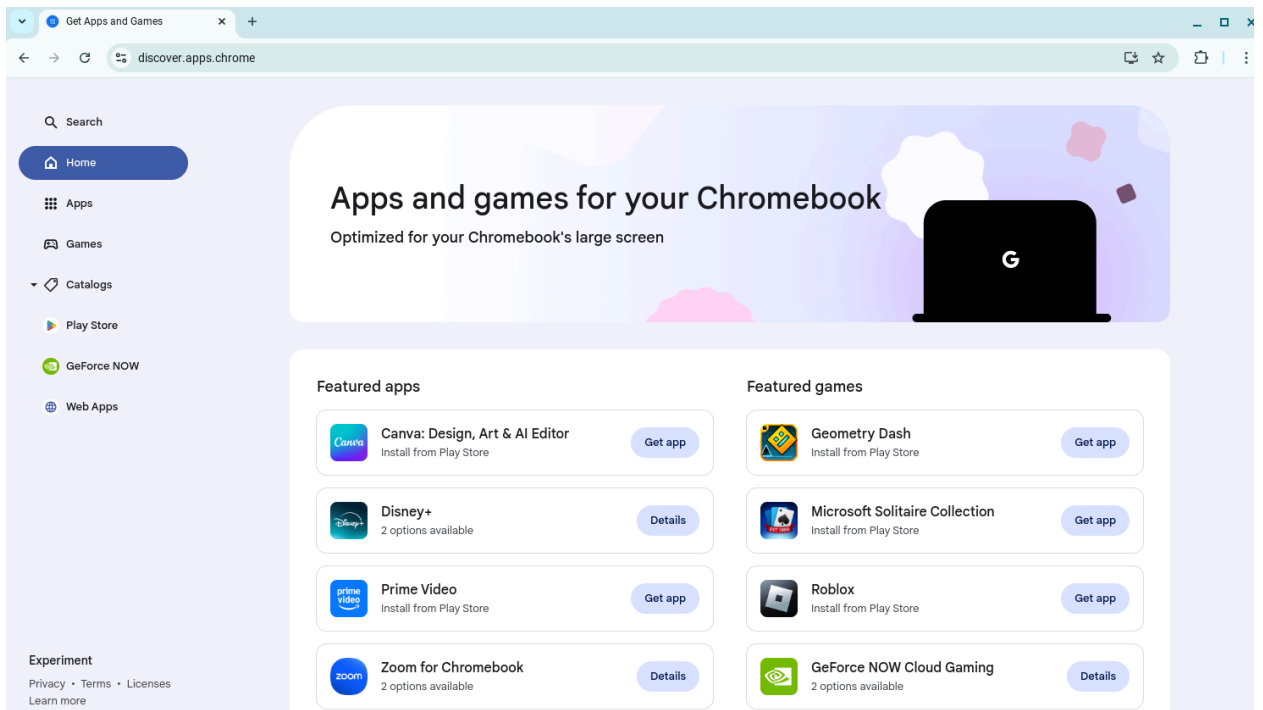 Get Apps and Games
discover.apps.chrome
Search
Home
Apps
Games
Catalogs
Play Store
GeForce NOW
Web Apps
Experiment
Privacy • Terms • Licenses
Learn more
Apps and games for your Chromebook
Optimized for your Chromebook's large screen
G
Featured apps
Canva
Canva: Design, Art & AI Editor
Install from Play Store
Get app
Disney+
Disney+
2 options available
Details
prime
video
Prime Video
Install from Play Store
Get app
zoom
Zoom for Chromebook
2 options available
Details
Featured games
Geometry Dash
Install from Play Store
Get app
Microsoft Solitaire Collection
Install from Play Store
Get app
Roblox
Install from Play Store
Get app
GeForce NOW Cloud Gaming
2 options available
Details